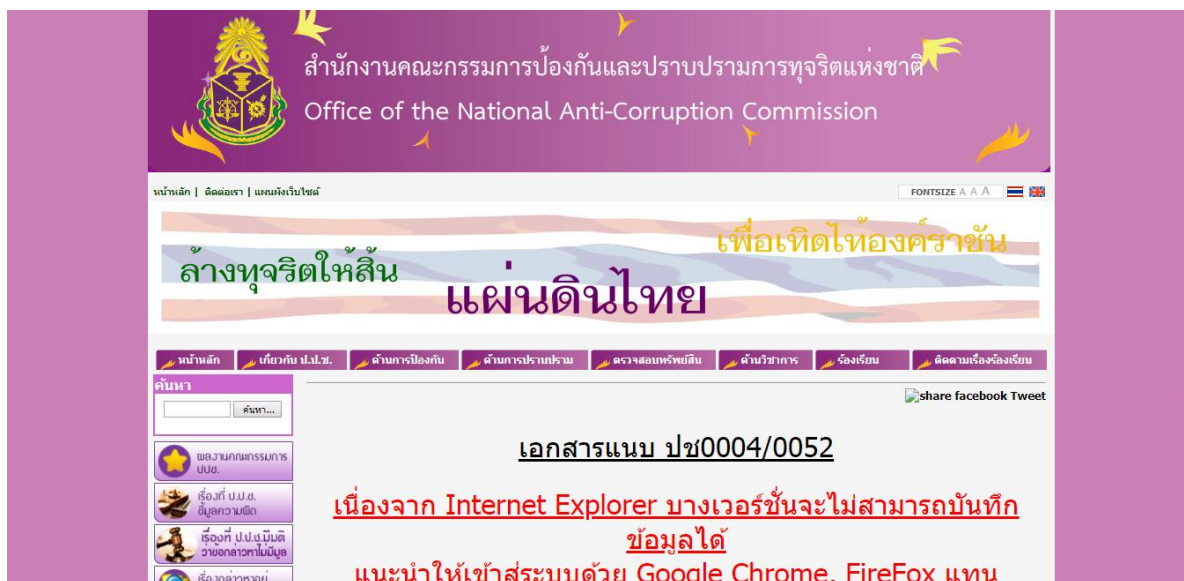 สำนักงานคณะกรรมการป้องกันและปราบปรามการทุจริตแห่งชาติ
Office of the National Anti-Corruption Commission
หน้าหลัก | ติดต่อเรา | แผนผังเว็บไซต์
FONTSIZE A A A
เพื่อเทิดไท้องค์ราชัน
ล้างทุจริตให้สิ้น
แผ่นดินไทย
หน้าหลัก เกี่ยวกับ ป.ป.ช. ด้านการป้องกัน ด้านการปราบปราม ตรวจสอบทรัพย์สิน ด้านวิชาการ ร้องเรียน ติดตามเรื่องร้องเรียน
ค้นหา
ค้นหา...
share facebook Tweet
ผลงานคณะกรรมการ
ปปช.
เรื่องที่ ป.ป.ช.
ชี้มูลความผิด
เรื่องที่ ป.ป.ช.มีมติ
ว่าข้อกล่าวหาไม่มีมูล
เรื่องกล่าวหาอยู่
เอกสารแนบ ปช0004/0052
เนื่องจาก Internet Explorer บางเวอร์ชั่นจะไม่สามารถบันทึก
ข้อมูลได้
แนะนำให้เข้าสู่ระบบด้วย Google Chrome, FireFox แทน